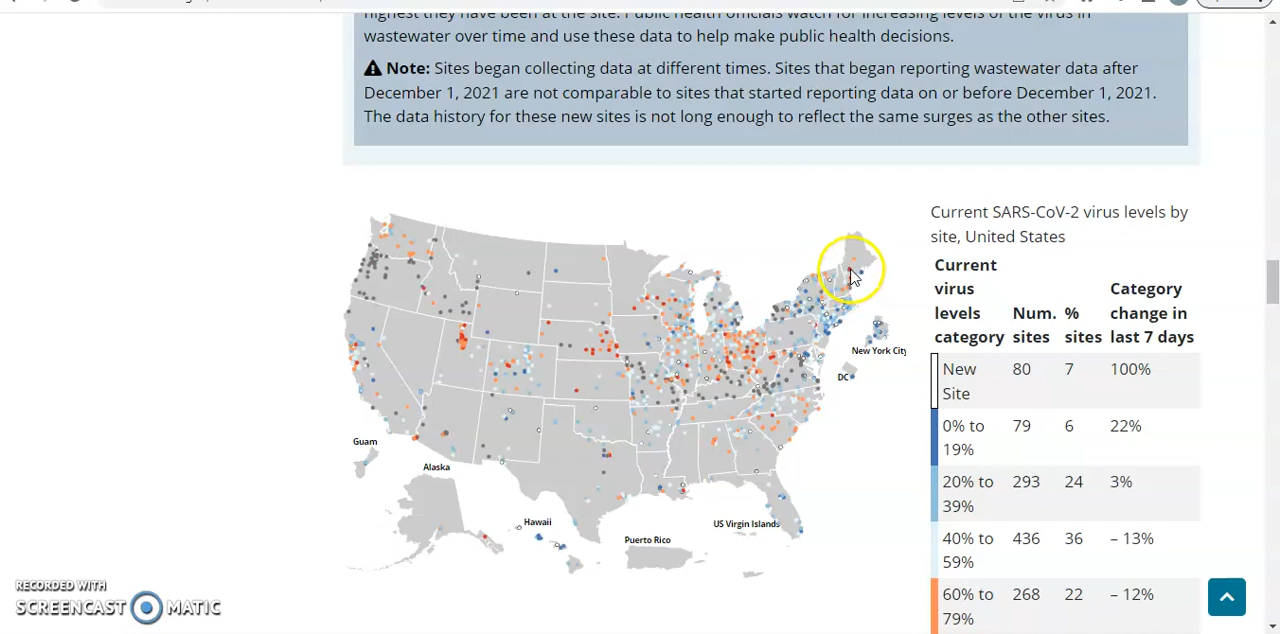 highest they have been at the site. Public health officials watch for increasing levels of the virus in
wastewater over time and use these data to help make public health decisions.
Note: Sites began collecting data at different times. Sites that began reporting wastewater data after
December 1, 2021 are not comparable to sites that started reporting data on or before December 1, 2021.
The data history for these new sites is not long enough to reflect the same surges as the other sites.
Current SARS-CoV-2 virus levels by
site, United States
Current
virus
levels
category
Num.
sites
%
sites
Category
change in
last 7 days
New
Site
80
7
100%
0% to
19%
79
6
22%
20% to
39%
293
24
3%
40% to
59%
436
36
– 13%
60% to
79%
268
22
– 12%
New York City
DC
Guam
Alaska
Hawaii
Puerto Rico
US Virgin Islands
RECORDED WITH
SCREENCAST MATIC